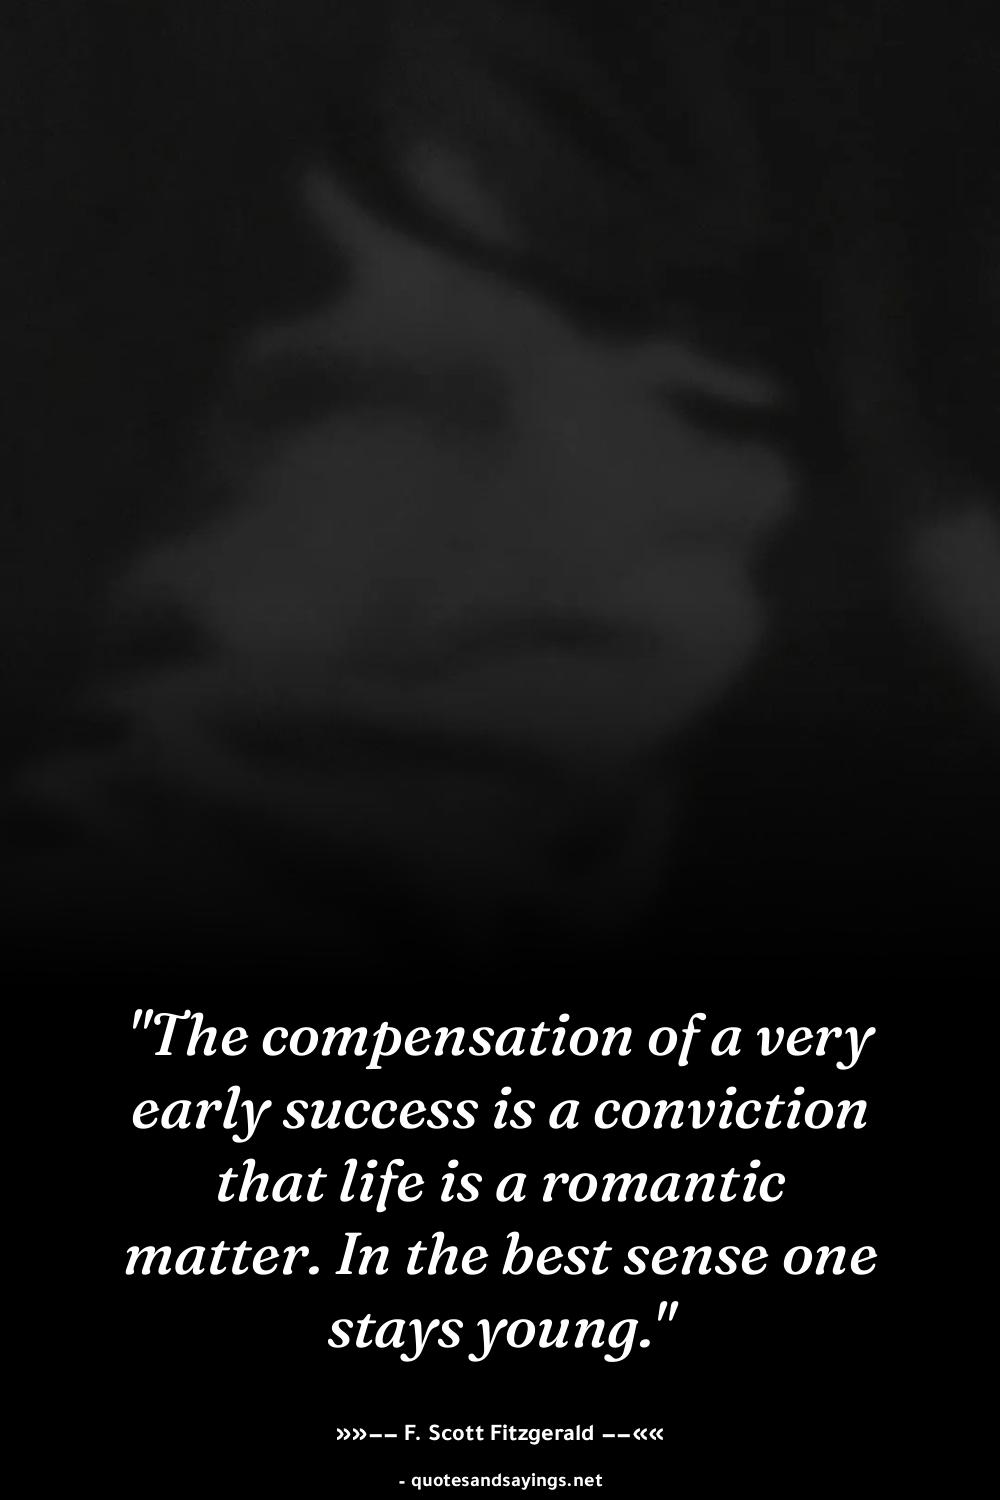 "The compensation of a very
early success is a conviction
that life is a romantic
matter. In the best sense one
stays young."
»»−− F. Scott Fitzgerald −−««
- quotesandsayings.net